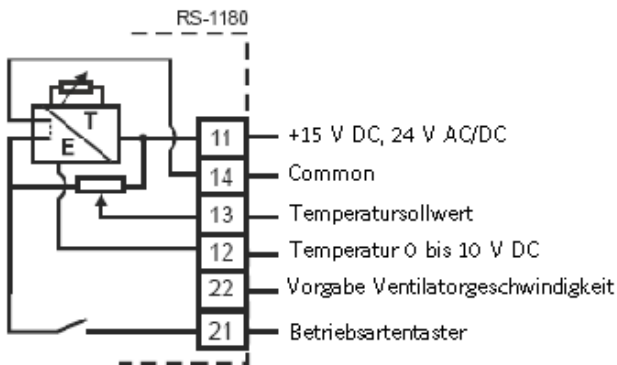 RS-1180
T
E
11 +15 V DC, 24 V AC/DC
14 Common
13 Temperatursollwert
12 Temperatur 0 bis 10 V DC
22 Vorgabe Ventilatorgeschwindigkeit
21 Betriebsartentaster